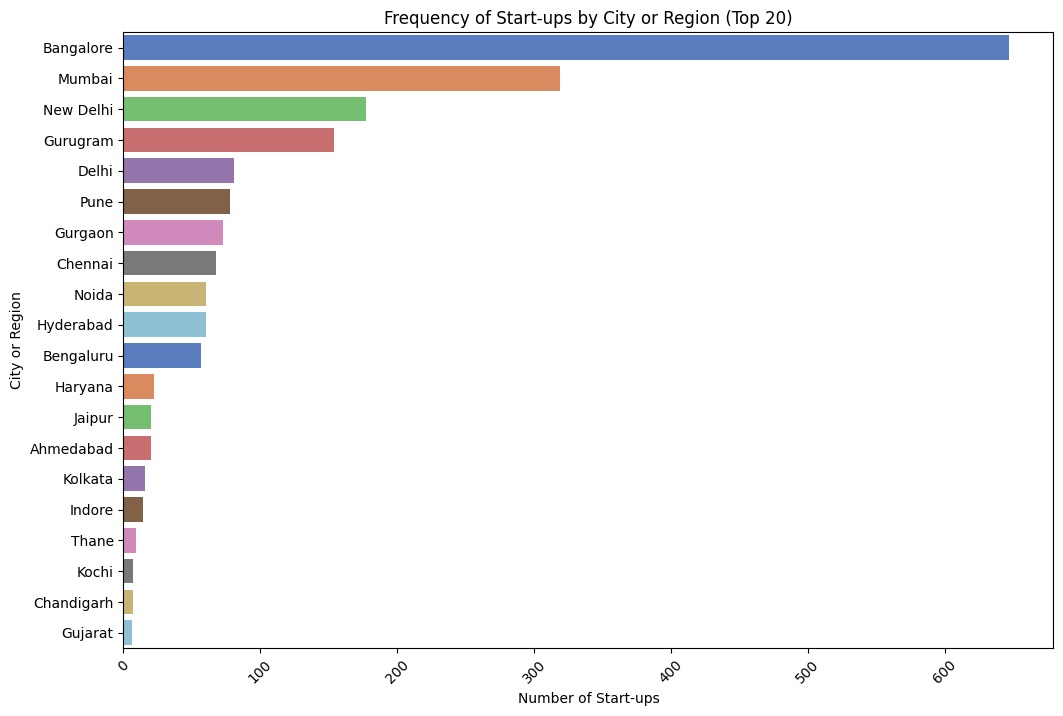 Frequency of Start-ups by City or Region (Top 20)
City or Region
Bangalore
Mumbai
New Delhi
Gurugram
Delhi
Pune
Gurgaon
Chennai
Noida
Hyderabad
Bengaluru
Haryana
Jaipur
Ahmedabad
Kolkata
Indore
Thane
Kochi
Chandigarh
Gujarat
0 100 200 300 400 500 600
Number of Start-ups